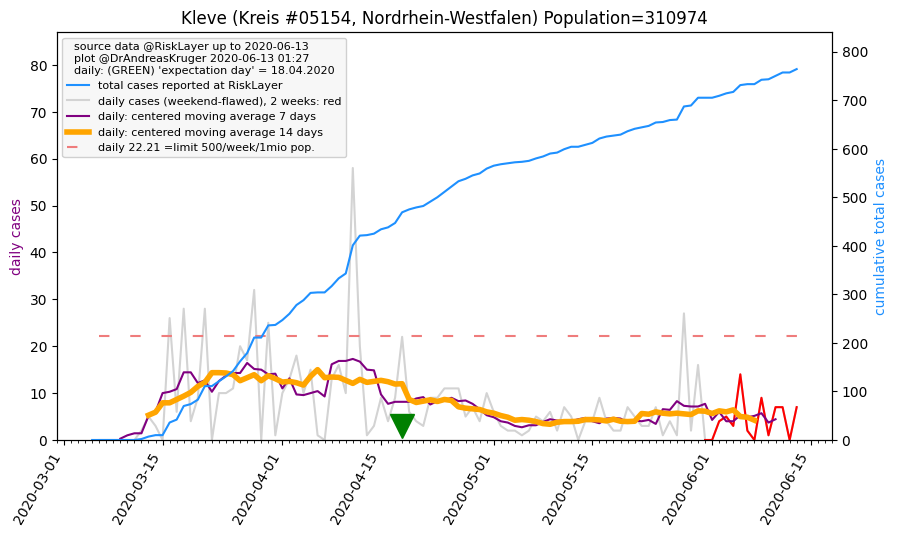 Kleve (Kreis #05154, Nordrhein-Westfalen) Population=310974
source data @RiskLayer up to 2020-06-13
plot @DrAndreasKruger 2020-06-13 01:27
daily: (GREEN) 'expectation day' = 18.04.2020
total cases reported at RiskLayer
daily cases (weekend-flawed), 2 weeks: red
daily: centered moving average 7 days
daily: centered moving average 14 days
daily 22.21 =limit 500/week/1mio pop.
daily cases
80
70
60
50
40
30
20
10
0
800
700
600
500
400
300
200
100
0
cumulative total cases
2020-03-01
2020-03-15
2020-04-01
2020-04-15
2020-05-01
2020-05-15
2020-06-01
2020-06-15